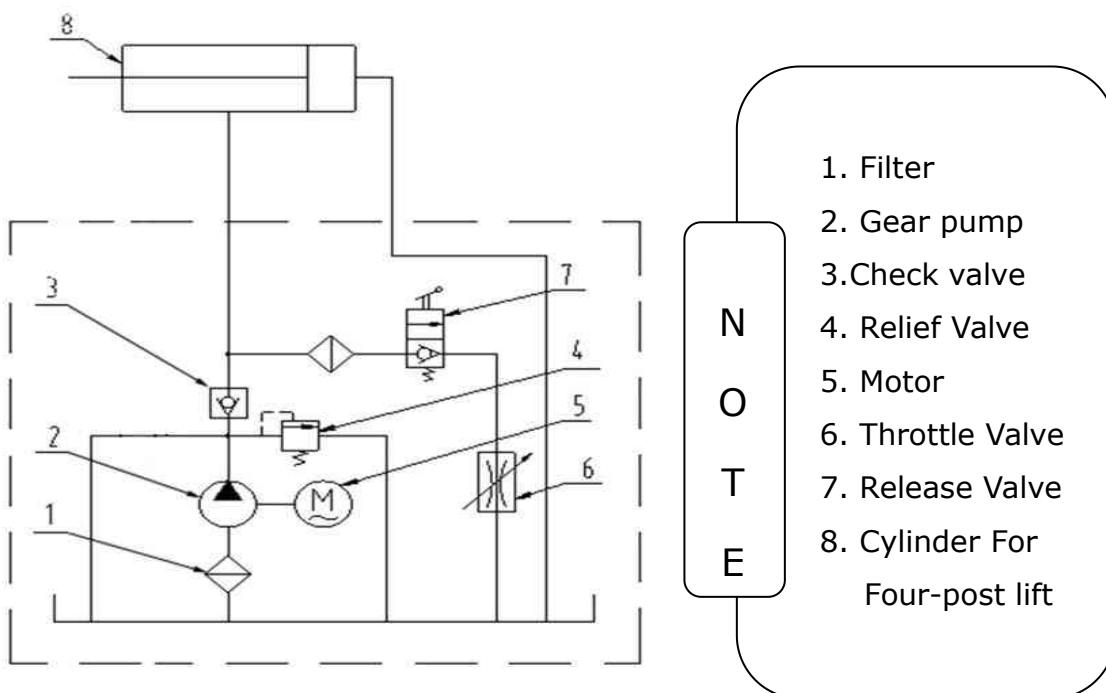 8
7
3
4
5
2
M
6
1
NOTE
1. Filter
2. Gear pump
3.Check valve
4. Relief Valve
5. Motor
6. Throttle Valve
7. Release Valve
8. Cylinder For
Four-post lift